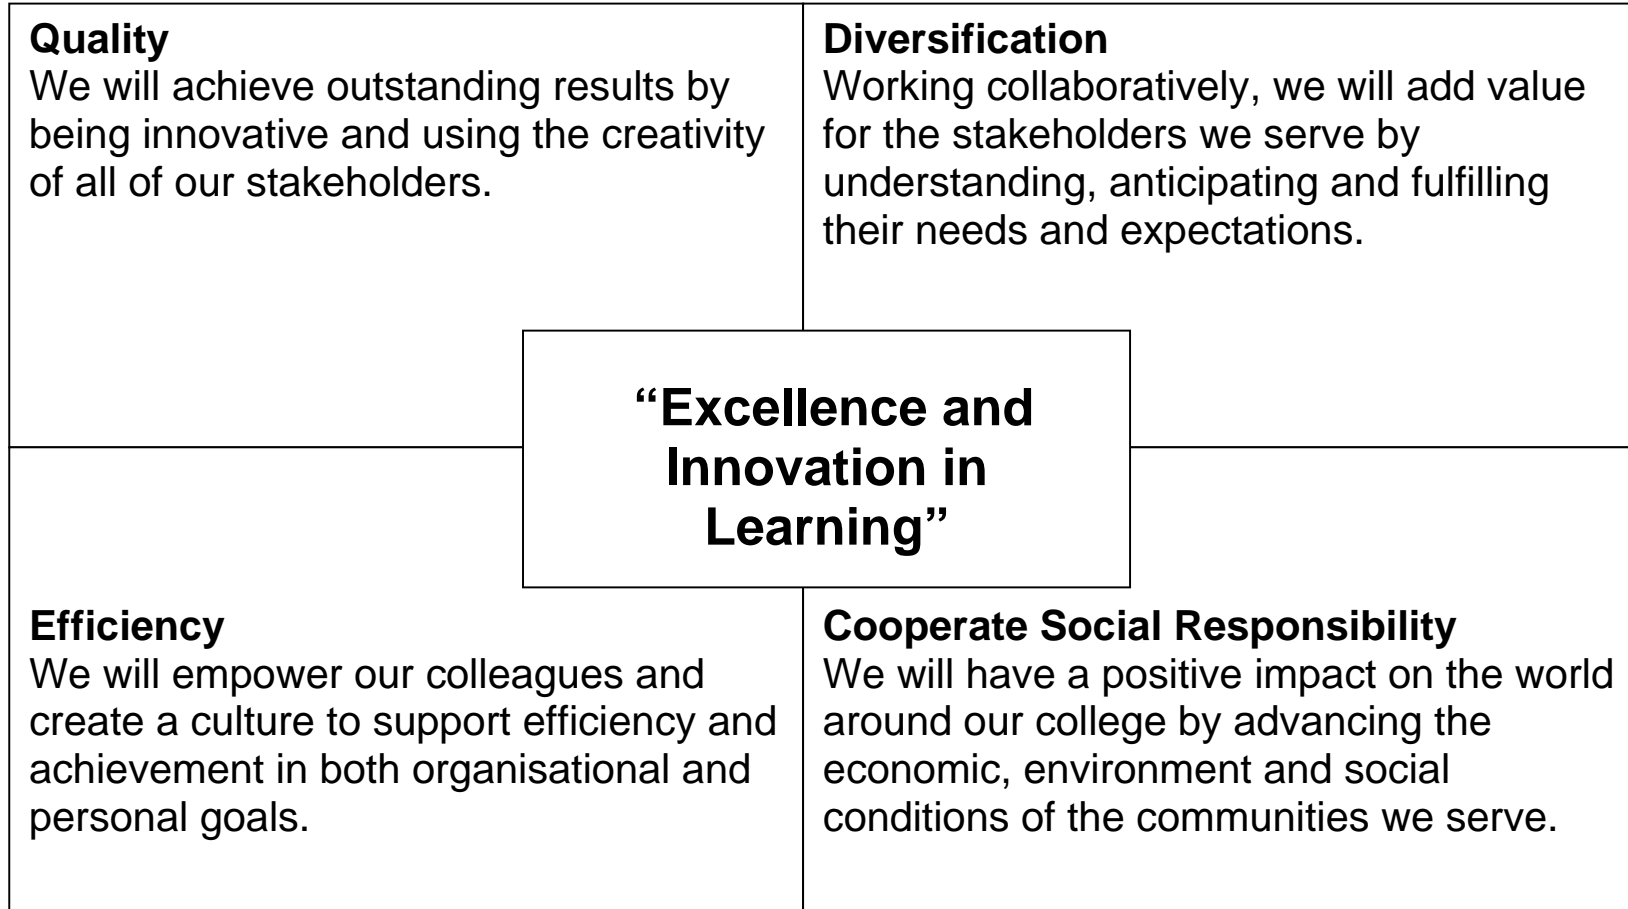 Quality
We will achieve outstanding results by
being innovative and using the creativity
of all of our stakeholders.
Diversification
Working collaboratively, we will add value
for the stakeholders we serve by
understanding, anticipating and fulfilling
their needs and expectations.
“Excellence and
Innovation in
Learning”
Efficiency
We will empower our colleagues and
create a culture to support efficiency and
achievement in both organisational and
personal goals.
Cooperate Social Responsibility
We will have a positive impact on the world
around our college by advancing the
economic, environment and social
conditions of the communities we serve.